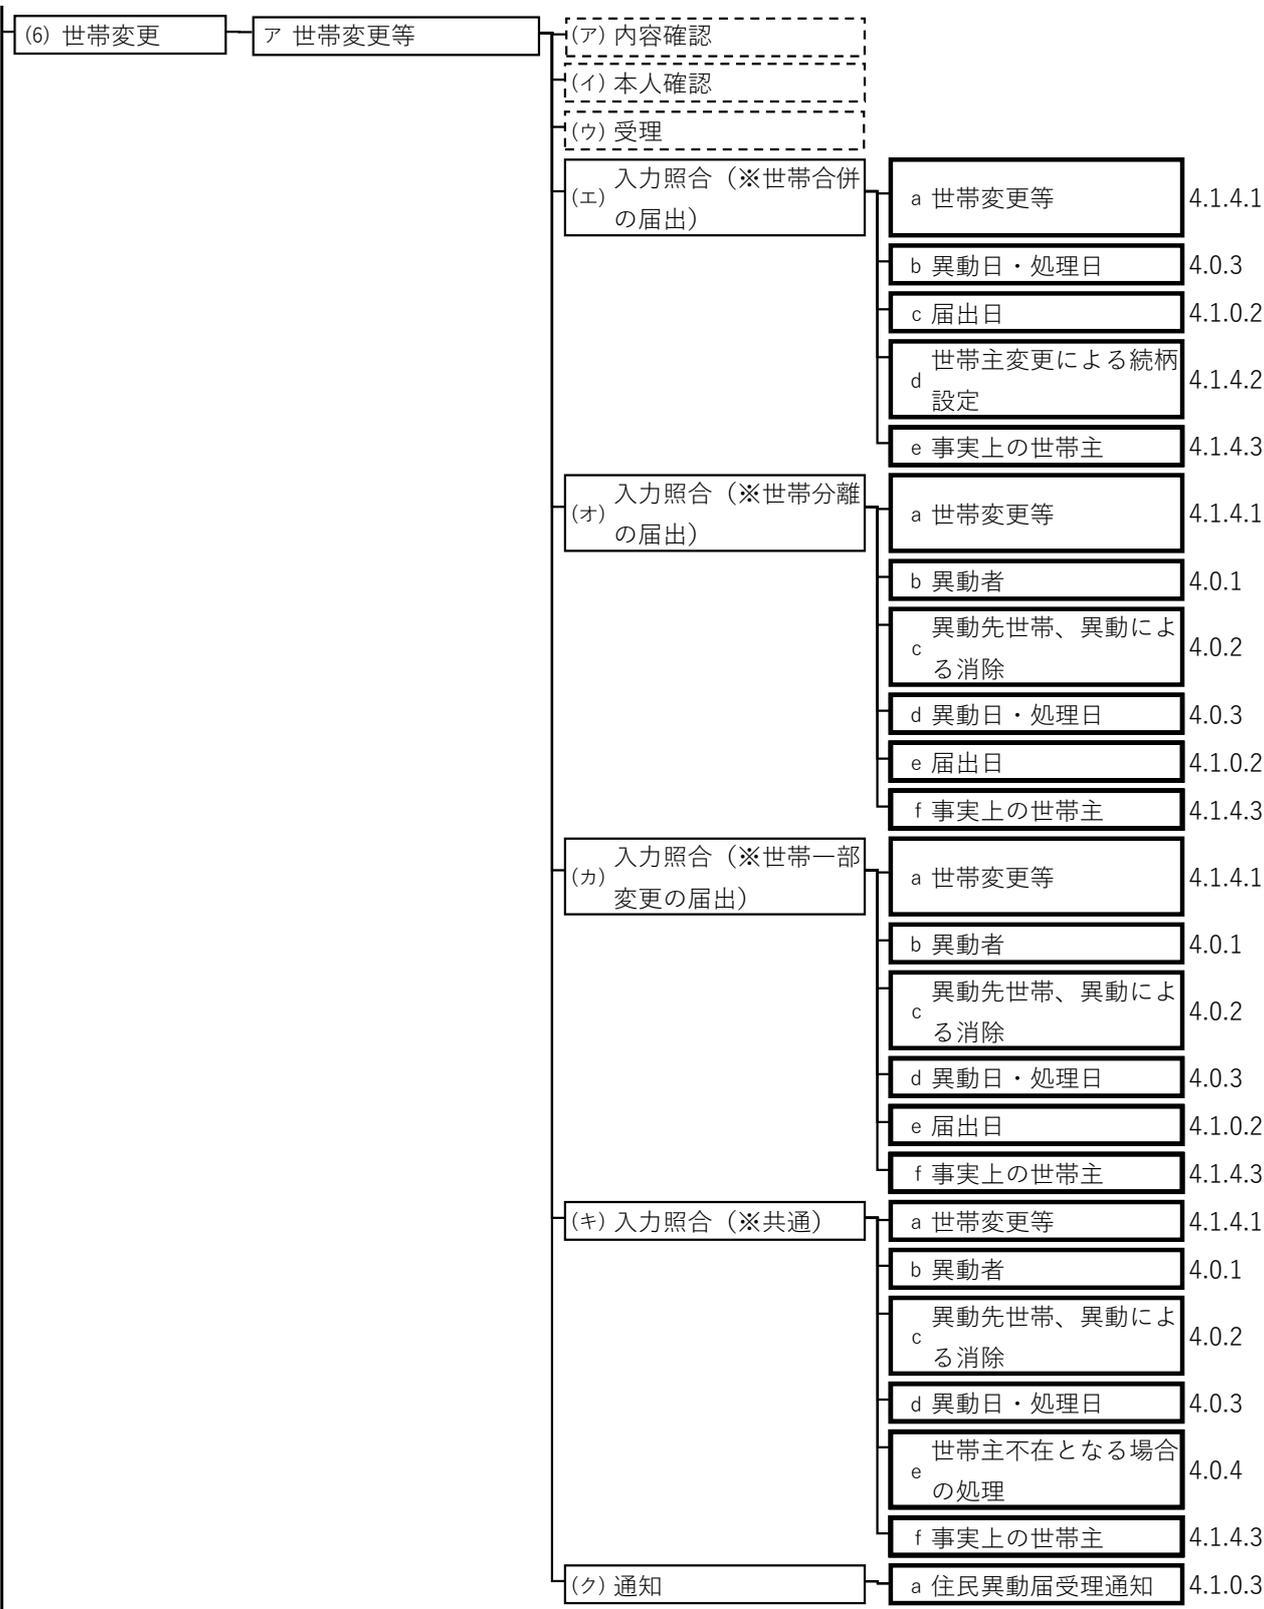 (6) 世帯変更
ア 世帯変更等
(ア) 内容確認
(イ) 本人確認
(ウ) 受理
(エ) 入力照合（※世帯合併
の届出）
a 世帯変更等 4.1.4.1
b 異動日・処理日 4.0.3
c 届出日 4.1.0.2
d 世帯主変更による続柄
設定 4.1.4.2
e 事実上の世帯主 4.1.4.3
(オ) 入力照合（※世帯分離
の届出）
a 世帯変更等 4.1.4.1
b 異動者 4.0.1
c 異動先世帯、異動によ
る消除 4.0.2
d 異動日・処理日 4.0.3
e 届出日 4.1.0.2
f 事実上の世帯主 4.1.4.3
(カ) 入力照合（※世帯一部
変更の届出）
a 世帯変更等 4.1.4.1
b 異動者 4.0.1
c 異動先世帯、異動によ
る消除 4.0.2
d 異動日・処理日 4.0.3
e 届出日 4.1.0.2
f 事実上の世帯主 4.1.4.3
(キ) 入力照合（※共通）
a 世帯変更等 4.1.4.1
b 異動者 4.0.1
c 異動先世帯、異動によ
る消除 4.0.2
d 異動日・処理日 4.0.3
e 世帯主不在となる場合
の処理 4.0.4
f 事実上の世帯主 4.1.4.3
(ク) 通知
a 住民異動届受理通知 4.1.0.3